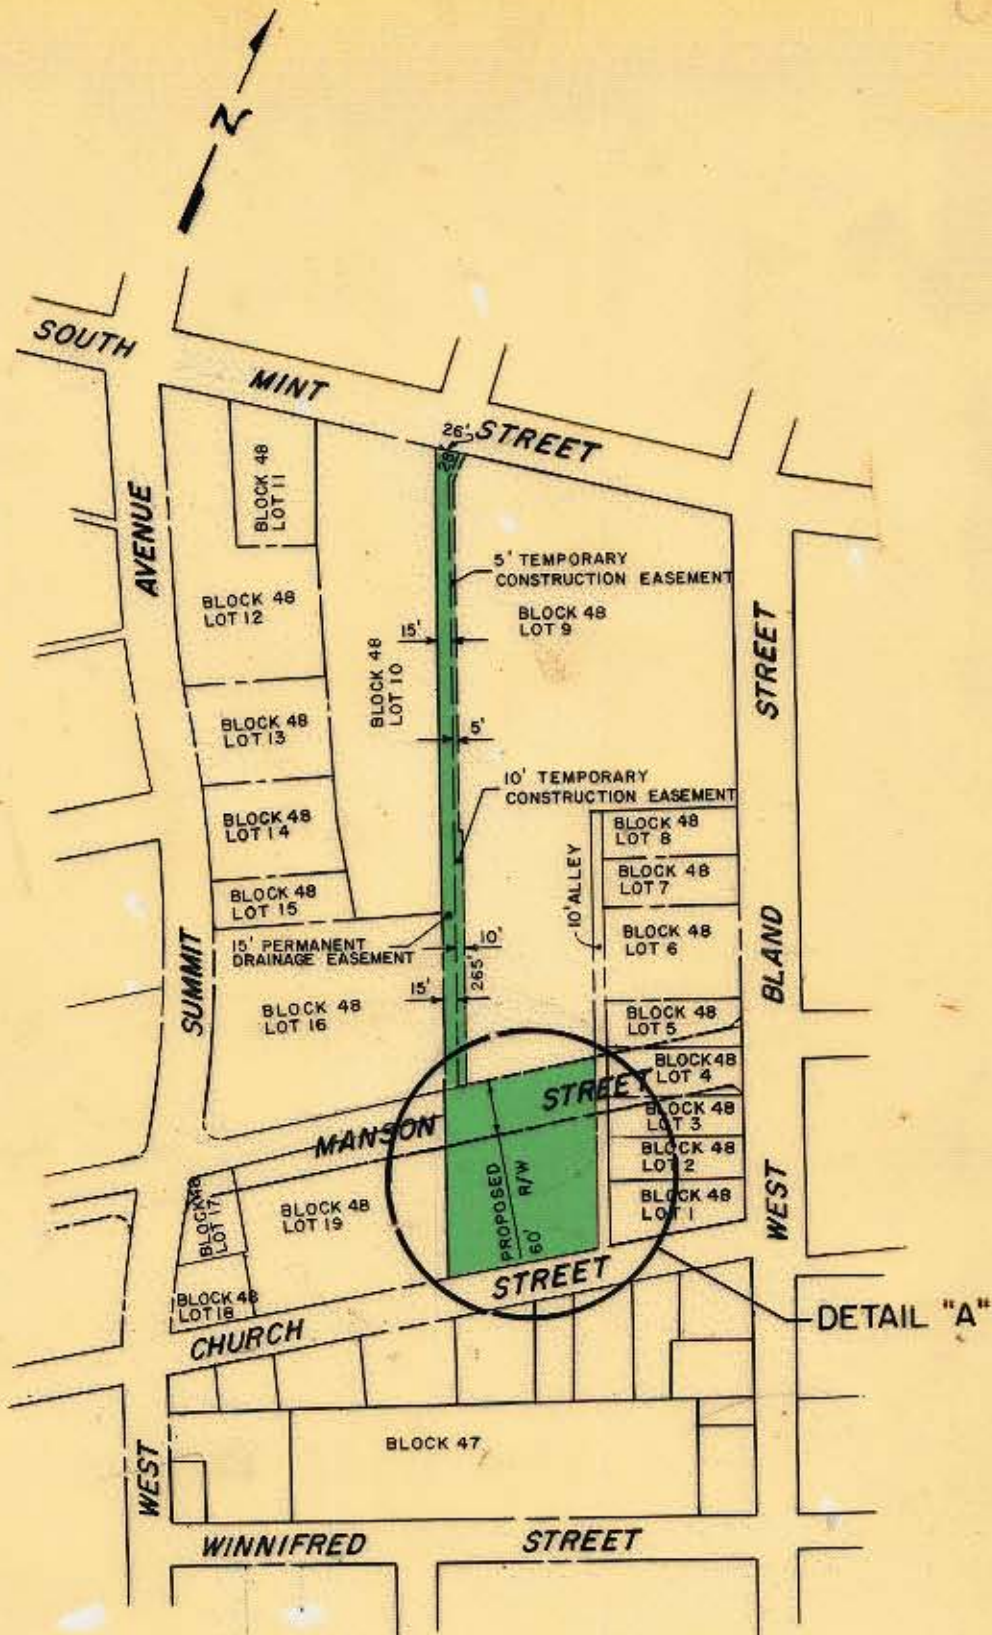 N
SOUTH
MINT
STREET
26'
28'
AVENUE
BLOCK 48
LOT 11
5' TEMPORARY
CONSTRUCTION EASEMENT
BLOCK 48
LOT 12
BLOCK 48
LOT 9
15'
BLOCK 48
LOT 10
STREET
BLOCK 48
LOT 13
5'
10' TEMPORARY
CONSTRUCTION EASEMENT
BLOCK 48
LOT 14
BLOCK 48
LOT 8
10' ALLEY
BLOCK 48
LOT 7
BLOCK 48
LOT 15
BLOCK 48
LOT 6
15' PERMANENT
DRAINAGE EASEMENT
10'
265'
15'
SUMMIT
BLAND
BLOCK 48
LOT 16
BLOCK 48
LOT 5
BLOCK 48
LOT 4
MANSON
STREET
BLOCK 48
LOT 3
BLOCK 48
LOT 2
BLOCK 48
LOT 1
WEST
BLOCK 48
LOT 17
BLOCK 48
LOT 19
PROPOSED
R/W
60'
BLOCK 48
LOT 18
CHURCH
STREET
DETAIL "A"
BLOCK 47
WEST
WINNIFRED
STREET